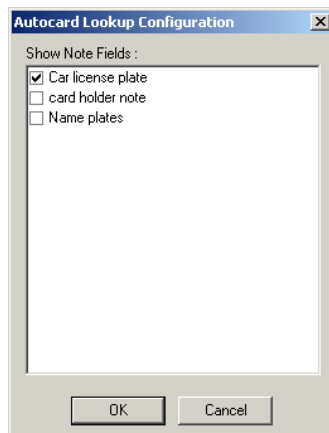 Autocard Lookup Configuration
Show Note Fields :
Car license plate
card holder note
Name plates
OK Cancel